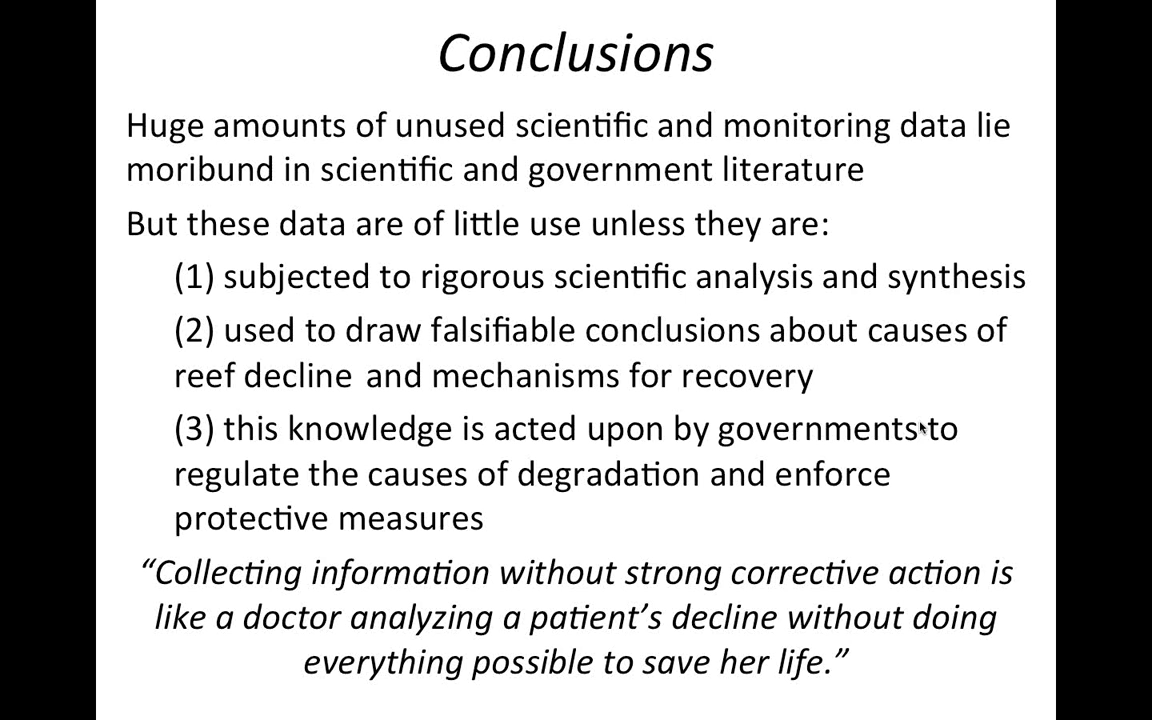 Conclusions
Huge amounts of unused scientific and monitoring data lie
moribund in scientific and government literature
But these data are of little use unless they are:
(1) subjected to rigorous scientific analysis and synthesis
(2) used to draw falsifiable conclusions about causes of
reef decline and mechanisms for recovery
(3) this knowledge is acted upon by governments to
regulate the causes of degradation and enforce
protective measures
“Collecting information without strong corrective action is
like a doctor analyzing a patient’s decline without doing
everything possible to save her life.”